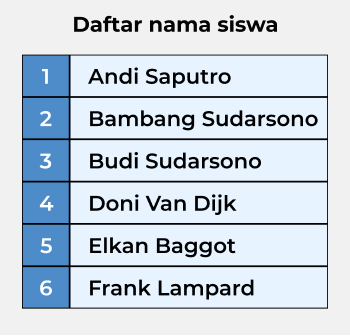 Daftar nama siswa
1 Andi Saputro
2 Bambang Sudarsono
3 Budi Sudarsono
4 Doni Van Dijk
5 Elkan Baggot
6 Frank Lampard